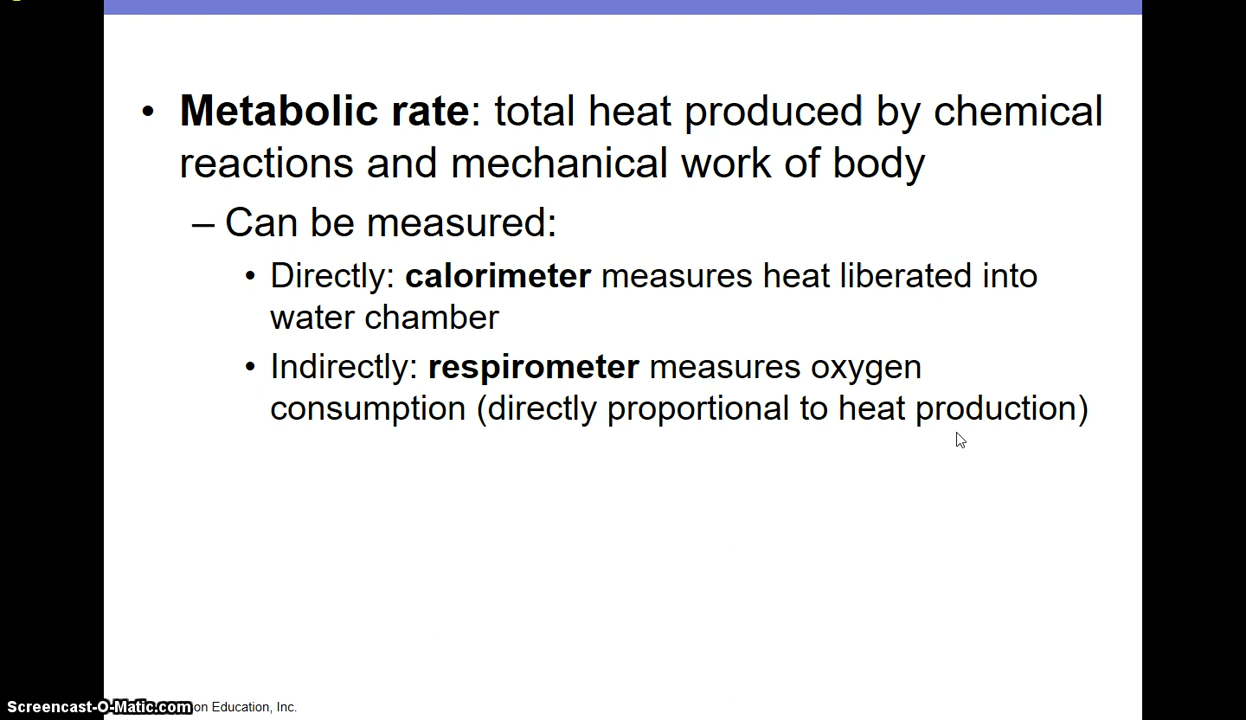 • Metabolic rate: total heat produced by chemical
reactions and mechanical work of body
– Can be measured:
• Directly: calorimeter measures heat liberated into
water chamber
• Indirectly: respirometer measures oxygen
consumption (directly proportional to heat production)
Screencast-O-Matic.com on Education, Inc.